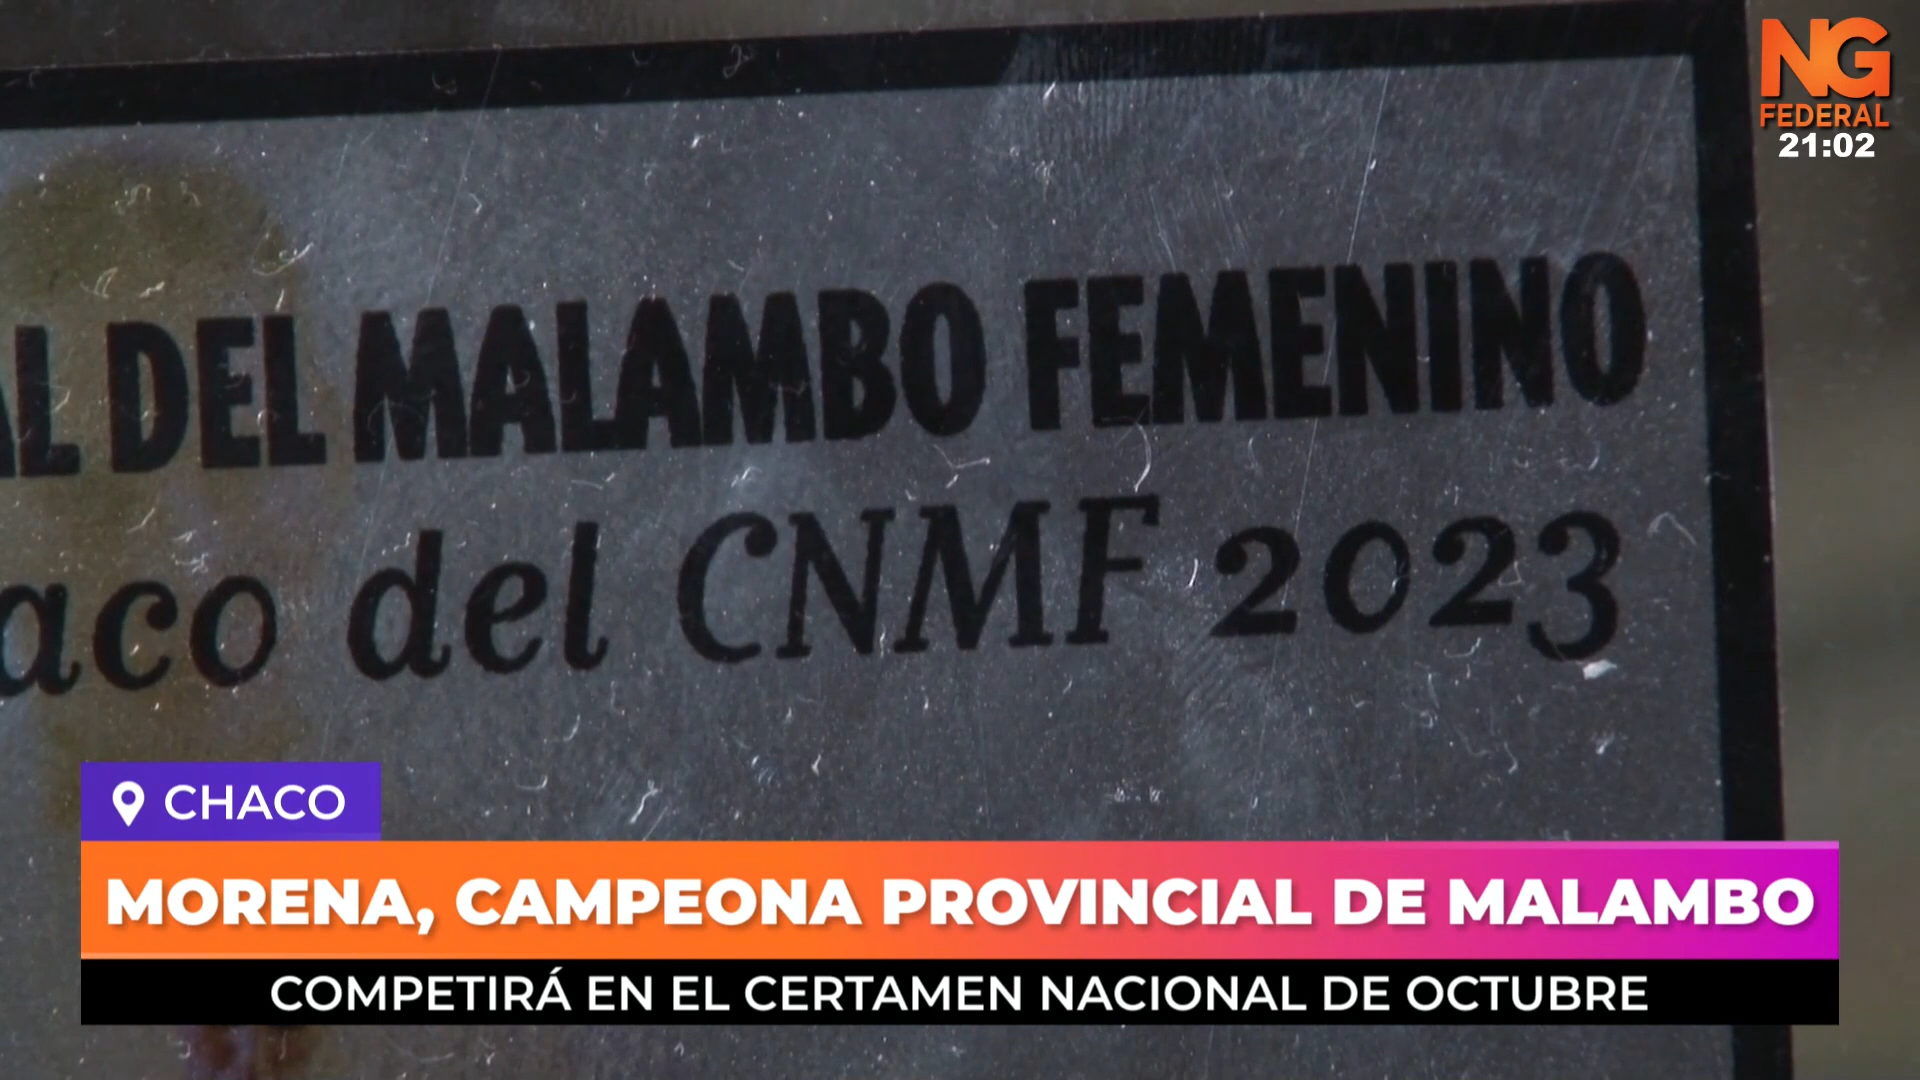 NG
FEDERAL
21:02
AL DEL MALAMBO FEMENINO
aco del CNMF 2023
CHACO
MORENA, CAMPEONA PROVINCIAL DE MALAMBO
COMPETIRÁ EN EL CERTAMEN NACIONAL DE OCTUBRE